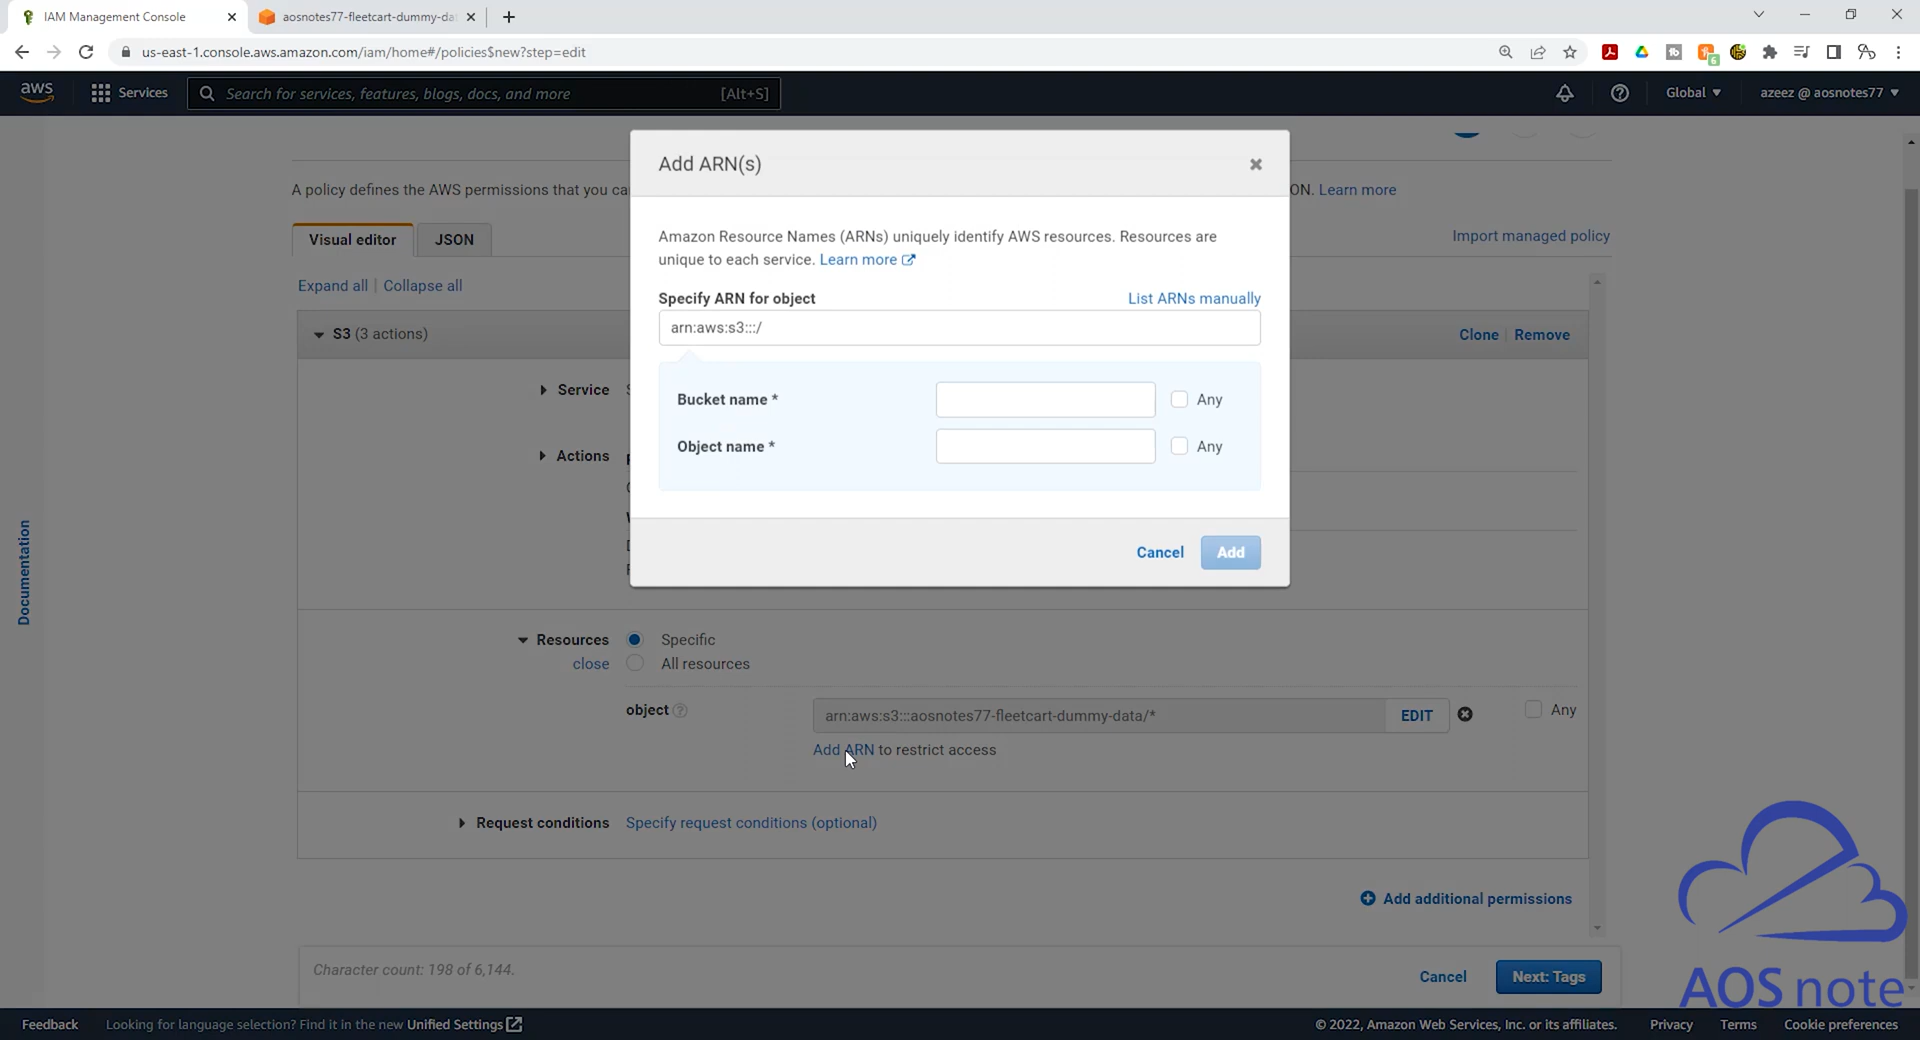 IAM Management Console
aosnotes77-fleetcart-dummy-dat
us-east-1.console.aws.amazon.com/iam/home#/policies$new?step=edit
6
aws
Services
Search for services, features, blogs, docs, and more
[Alt+S]
Global
azeez @ aosnotes77
Add ARN(s)
A policy defines the AWS permissions that you ca
ON. Learn more
Amazon Resource Names (ARNs) uniquely identify AWS resources. Resources are
unique to each service. Learn more
Visual editor
JSON
Import managed policy
Expand all
Collapse all
Specify ARN for object
List ARNs manually
arn:aws:s3:::/
S3 (3 actions)
Clone
Remove
Service
Bucket name *
Any
Object name *
Any
Actions
Cancel
Add
Documentation
Resources
Specific
close
All resources
object
arn:aws:s3:::aosnotes77-fleetcart-dummy-data/*
EDIT
Any
Add ARN to restrict access
Request conditions
Specify request conditions (optional)
Add additional permissions
Character count: 198 of 6,144.
Cancel
Next: Tags
AOS note
Feedback
Looking for language selection? Find it in the new Unified Settings
© 2022, Amazon Web Services, Inc. or its affiliates.
Privacy
Terms
Cookie preferences